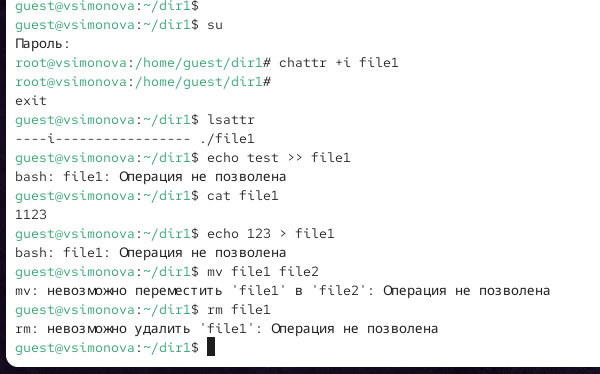 guest@vsimonova:~/dir1$
guest@vsimonova:~/dir1$ su
Пароль:
root@vsimonova:/home/guest/dir1# chattr +i file1
root@vsimonova:/home/guest/dir1#
exit
guest@vsimonova:~/dir1$ lsattr
----i----------------- ./file1
guest@vsimonova:~/dir1$ echo test >> file1
bash: file1: Операция не позволена
guest@vsimonova:~/dir1$ cat file1
1123
guest@vsimonova:~/dir1$ echo 123 > file1
bash: file1: Операция не позволена
guest@vsimonova:~/dir1$ mv file1 file2
mv: невозможно переместить 'file1' в 'file2': Операция не позволена
guest@vsimonova:~/dir1$ rm file1
rm: невозможно удалить 'file1': Операция не позволена
guest@vsimonova:~/dir1$